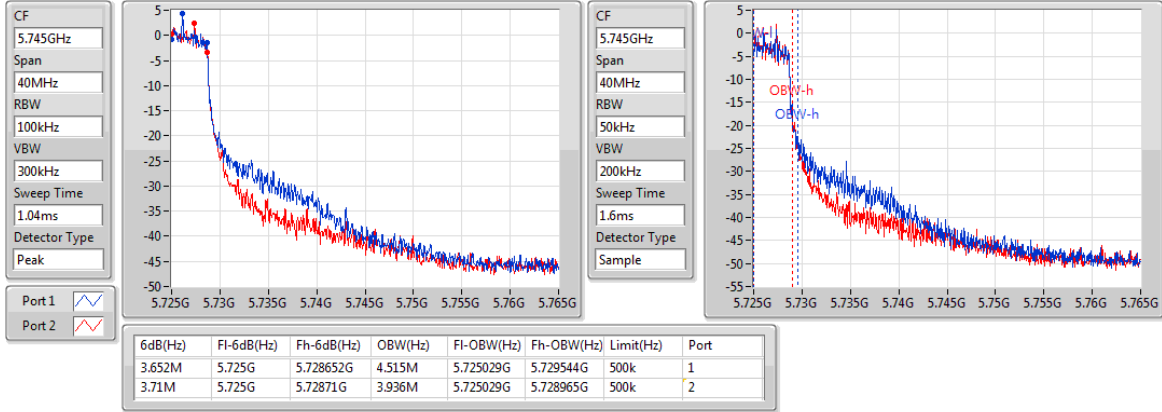 CF
5.745GHz
Span
40MHz
RBW
100kHz
VBW
300kHz
Sweep Time
1.04ms
Detector Type
Peak
Port 1
Port 2
5
0
-5
-10
-15
-20
-25
-30
-35
-40
-45
-50
5.725G 5.73G 5.735G 5.74G 5.745G 5.75G 5.755G 5.76G 5.765G
CF
5.745GHz
Span
40MHz
RBW
50kHz
VBW
200kHz
Sweep Time
1.6ms
Detector Type
Sample
5
0
-5
-10
-15
-20
-25
-30
-35
-40
-45
-50
-55
OBW-h
OBW-h
5.725G 5.73G 5.735G 5.74G 5.745G 5.75G 5.755G 5.76G 5.765G
6dB(Hz) Fl-6dB(Hz) Fh-6dB(Hz) OBW(Hz) Fl-OBW(Hz) Fh-OBW(Hz) Limit(Hz) Port
3.652M 5.725G 5.728652G 4.515M 5.725029G 5.729544G 500k 1
3.71M 5.725G 5.72871G 3.936M 5.725029G 5.728965G 500k 2